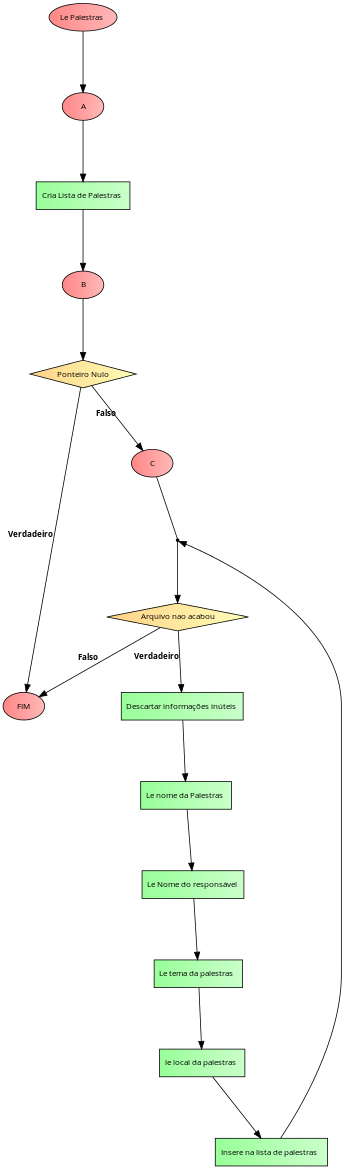 Le Palestras
A
Cria Lista de Palestras
B
Ponteiro Nulo
Falso
C
Verdadeiro
Arquivo nao acabou
Falso
Verdadeiro
FIM
Descartar informações inúteis
Le nome da Palestras
Le Nome do responsável
Le tema da palestras
le local da palestras
Insere na lista de palestras